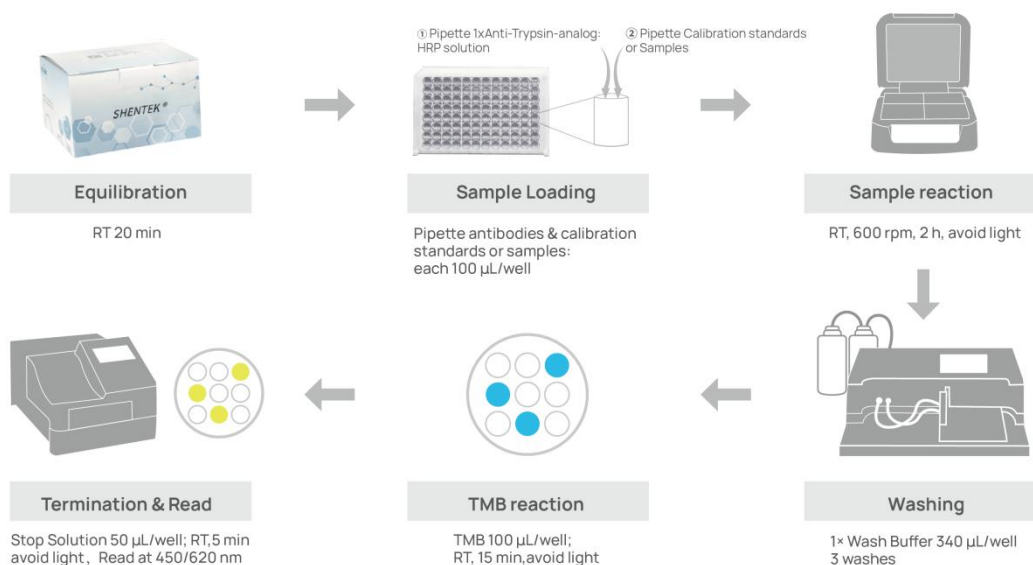 ① Pipette 1xAnti-Trypsin-analog:
HRP solution
② Pipette Calibration standards
or Samples
SHENTEK®
Equilibration
RT 20 min
Sample Loading
Pipette antibodies & calibration
standards or samples:
each 100 μL/well
Sample reaction
RT, 600 rpm, 2 h, avoid light
Termination & Read
Stop Solution 50 μL/well; RT,5 min
avoid light、Read at 450/620 nm
TMB reaction
TMB 100 μL/well;
RT, 15 min,avoid light
Washing
1× Wash Buffer 340 μL/well
3 washes